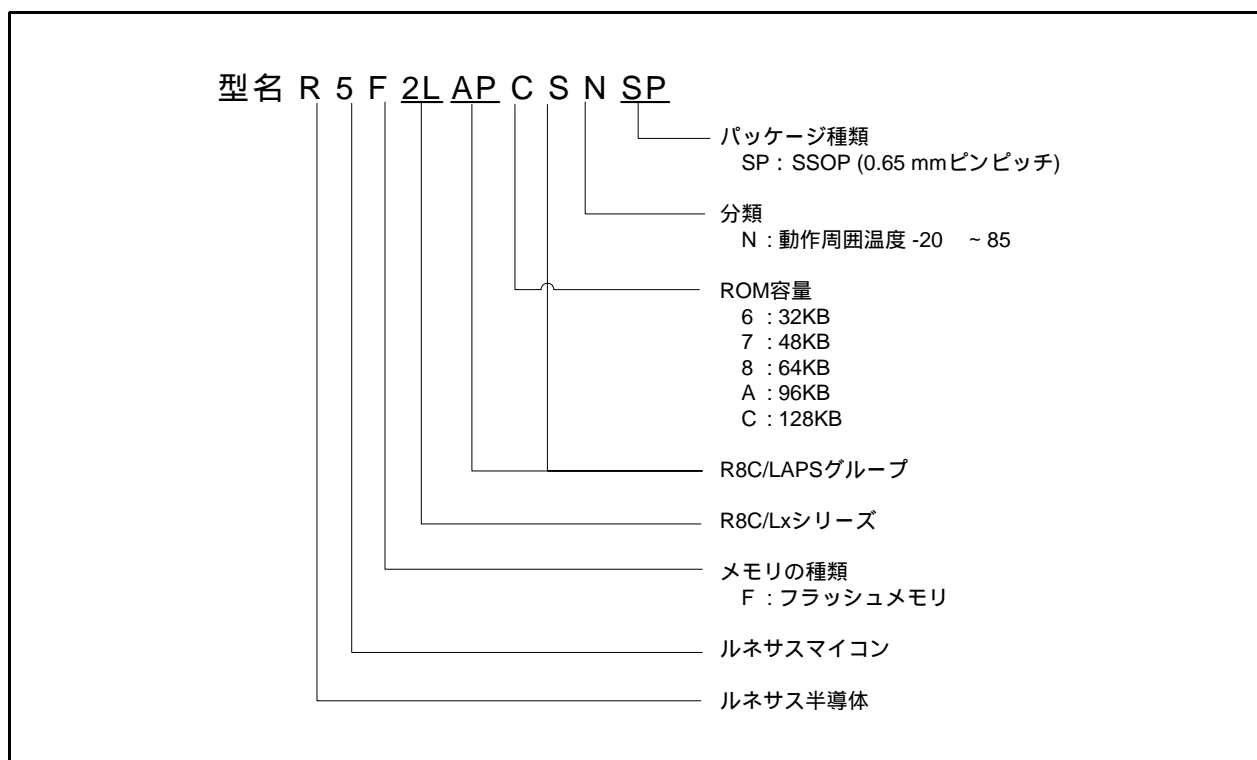 型名 R 5 F 2L AP C S N SP
パッケージ種類
SP : SSOP (0.65 mmピンピッチ)
分類
N : 動作周囲温度 -20 ~ 85
ROM容量
6 : 32KB
7 : 48KB
8 : 64KB
A : 96KB
C : 128KB
R8C/LAPSグループ
R8C/Lxシリーズ
メモリの種類
F : フラッシュメモリ
ルネサスマイコン
ルネサス半導体